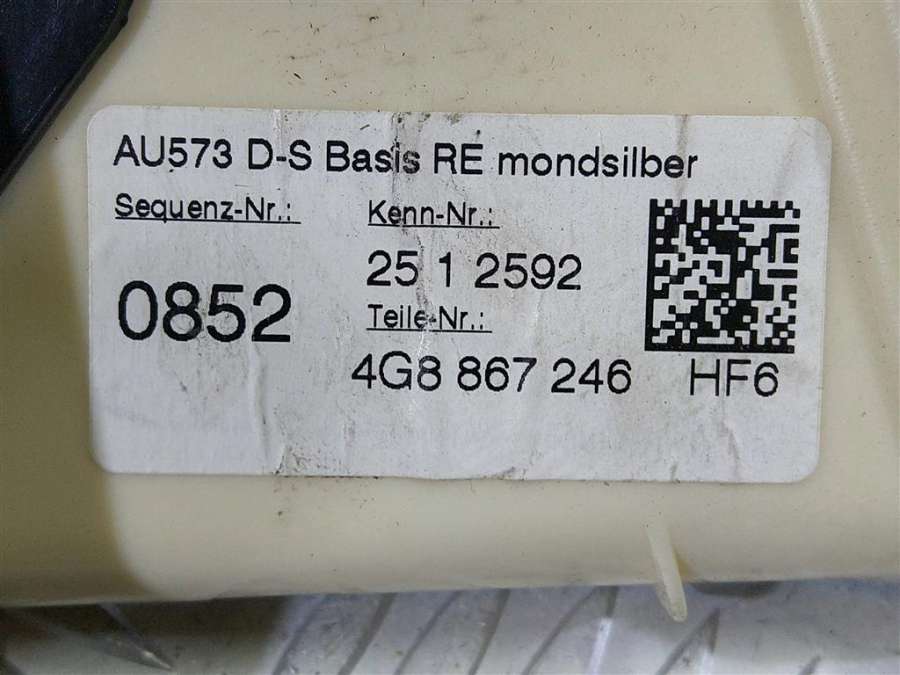 AU573 D-S Basis RE mondsilber
Sequenz-Nr.: Kenn-Nr.:
25 1 2592
0852
Teile-Nr.:
4G8 867 246 HF6